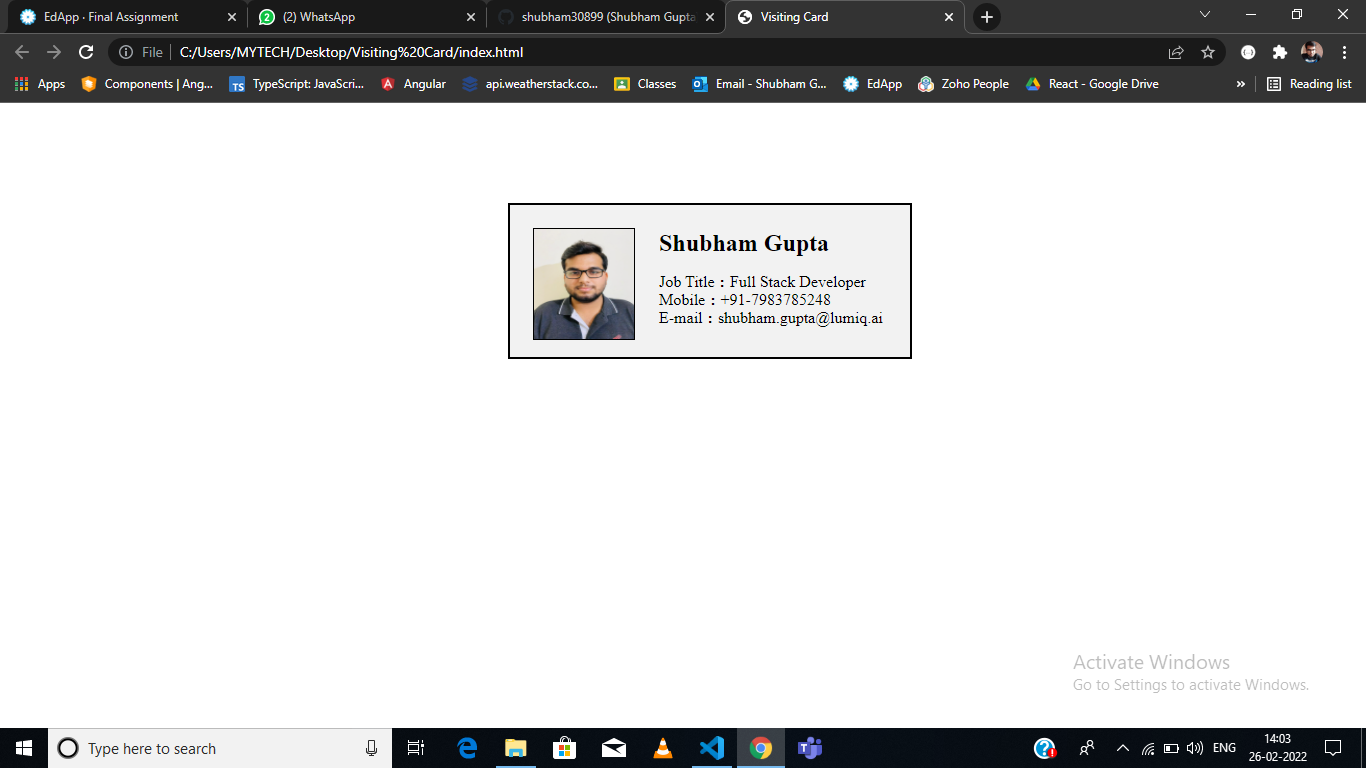 EdApp · Final Assignment
(2) WhatsApp
shubham30899 (Shubham Gupta
Visiting Card
File
C:/Users/MYTECH/Desktop/Visiting%20Card/index.html
Apps
Components | Ang...
TS
TypeScript: JavaScri...
Angular
api.weatherstack.co...
Classes
Email - Shubham G...
EdApp
Zoho People
React - Google Drive
»
Reading list
Shubham Gupta
Job Title : Full Stack Developer
Mobile : +91-7983785248
E-mail : shubham.gupta@lumiq.ai
Activate Windows
Go to Settings to activate Windows.
Type here to search
ENG
14:03
26-02-2022